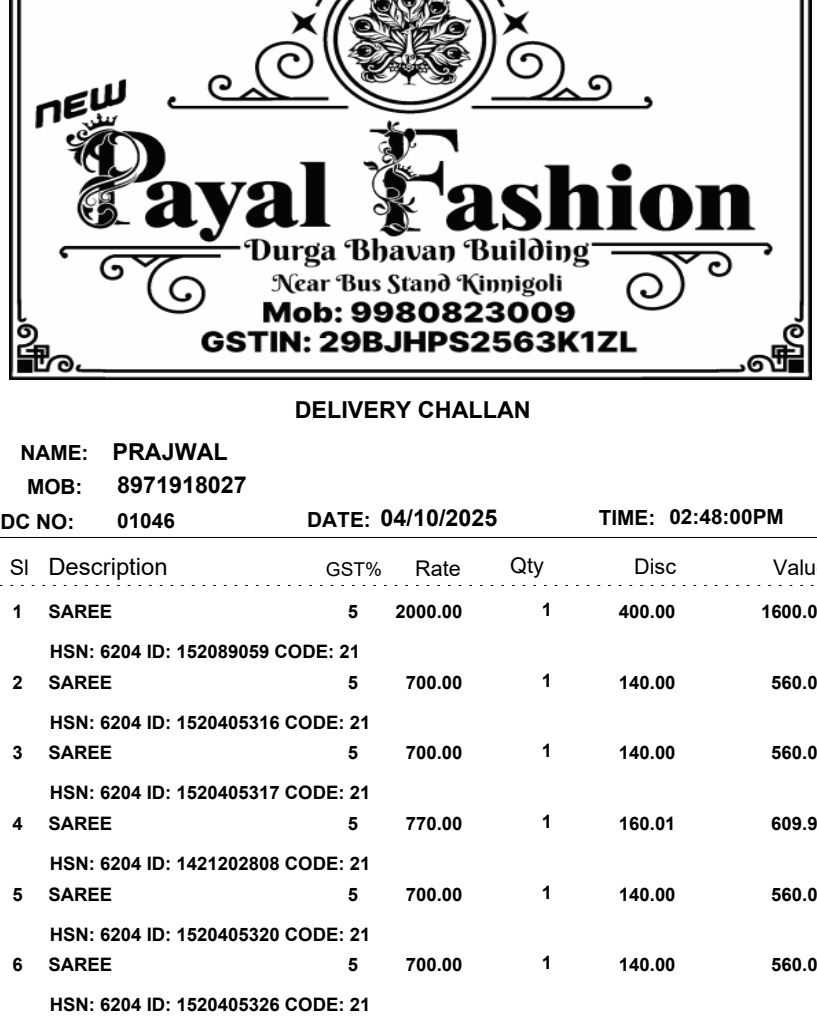 NEW
Payal Fashion
Durga Bhavan Building
Near Bus Stand Kinnigoli
Mob: 9980823009
GSTIN: 29BJHPS2563K1ZL
DELIVERY CHALLAN
NAME: PRAJWAL
MOB: 8971918027
DC NO: 01046 DATE: 04/10/2025 TIME: 02:48:00PM
Sl Description GST% Rate Qty Disc Valu
1 SAREE 5 2000.00 1 400.00 1600.0
HSN: 6204 ID: 152089059 CODE: 21
2 SAREE 5 700.00 1 140.00 560.0
HSN: 6204 ID: 1520405316 CODE: 21
3 SAREE 5 700.00 1 140.00 560.0
HSN: 6204 ID: 1520405317 CODE: 21
4 SAREE 5 770.00 1 160.01 609.9
HSN: 6204 ID: 1421202808 CODE: 21
5 SAREE 5 700.00 1 140.00 560.0
HSN: 6204 ID: 1520405320 CODE: 21
6 SAREE 5 700.00 1 140.00 560.0
HSN: 6204 ID: 1520405326 CODE: 21